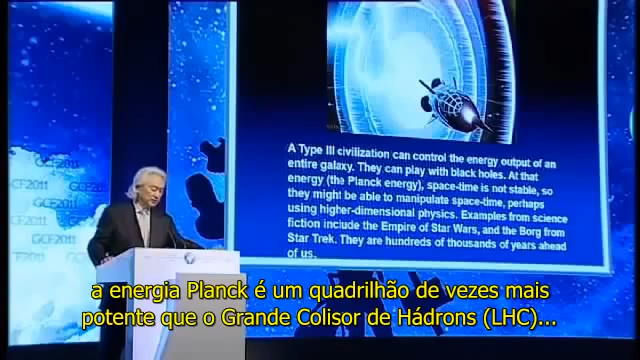 A Type III civilization can control the energy output of an
entire galaxy. They can play with black holes. At that
energy (the Planck energy), space-time is not stable, so
they might be able to manipulate space-time, perhaps
using higher-dimensional physics. Examples from science
fiction include the Empire of Star Wars, and the Borg from
Star Trek. They are hundreds of thousands of years ahead
of us.
GCF2011
GCF2011
GCF2011
a energia Planck é um quadrilhão de vezes mais
potente que o Grande Colisor de Hádrons (LHC)...